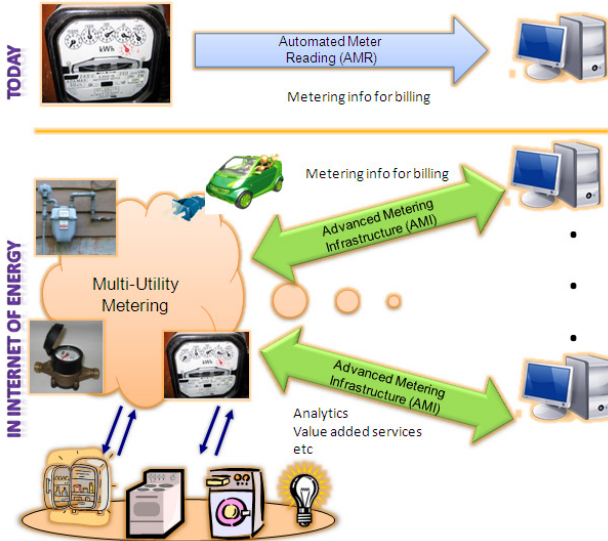 TODAY
kWh
Automated Meter
Reading (AMR)
Metering info for billing
IN INTERNET OF ENERGY
Metering info for billing
Advanced Metering
Infrastructure (AMI)
Multi-Utility
Metering
kWh
Advanced Metering
Infrastructure (AMI)
Analytics
Value added services
etc